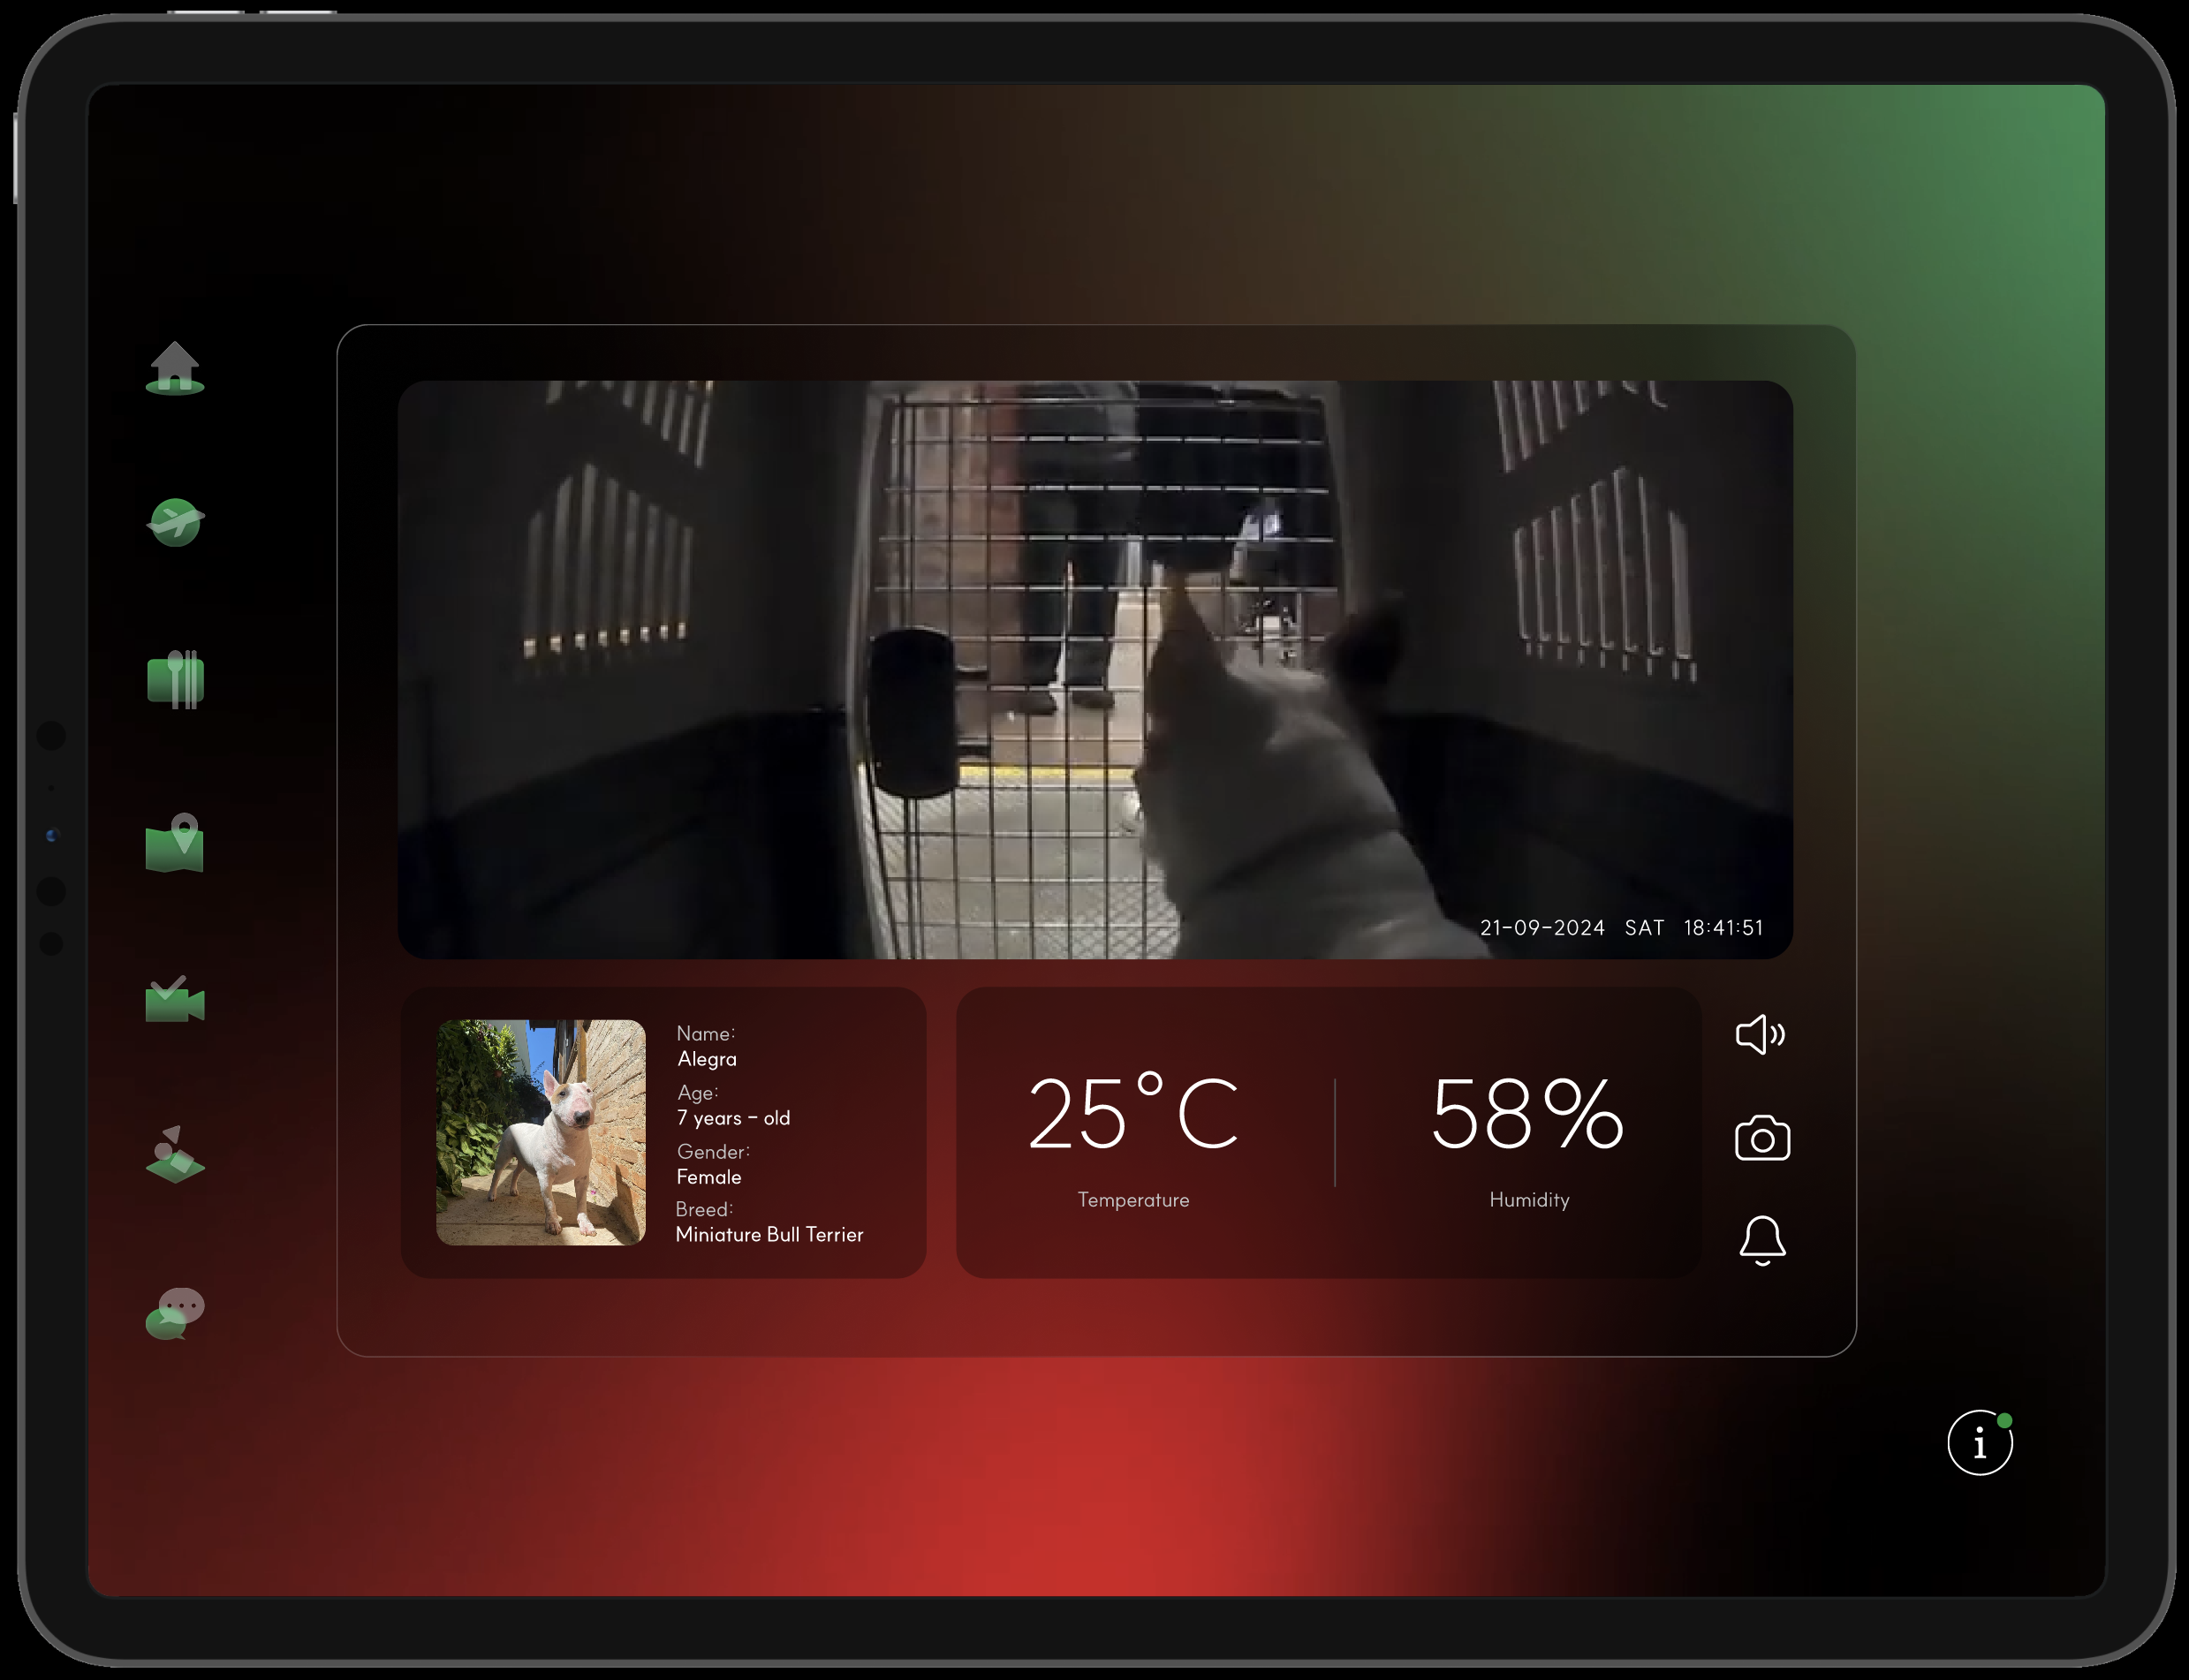 21-09-2024 SAT 18:41:51
Name:
Alegra
Age:
7 years - old
Gender:
Female
Breed:
Miniature Bull Terrier
25°C
Temperature
58%
Humidity
i